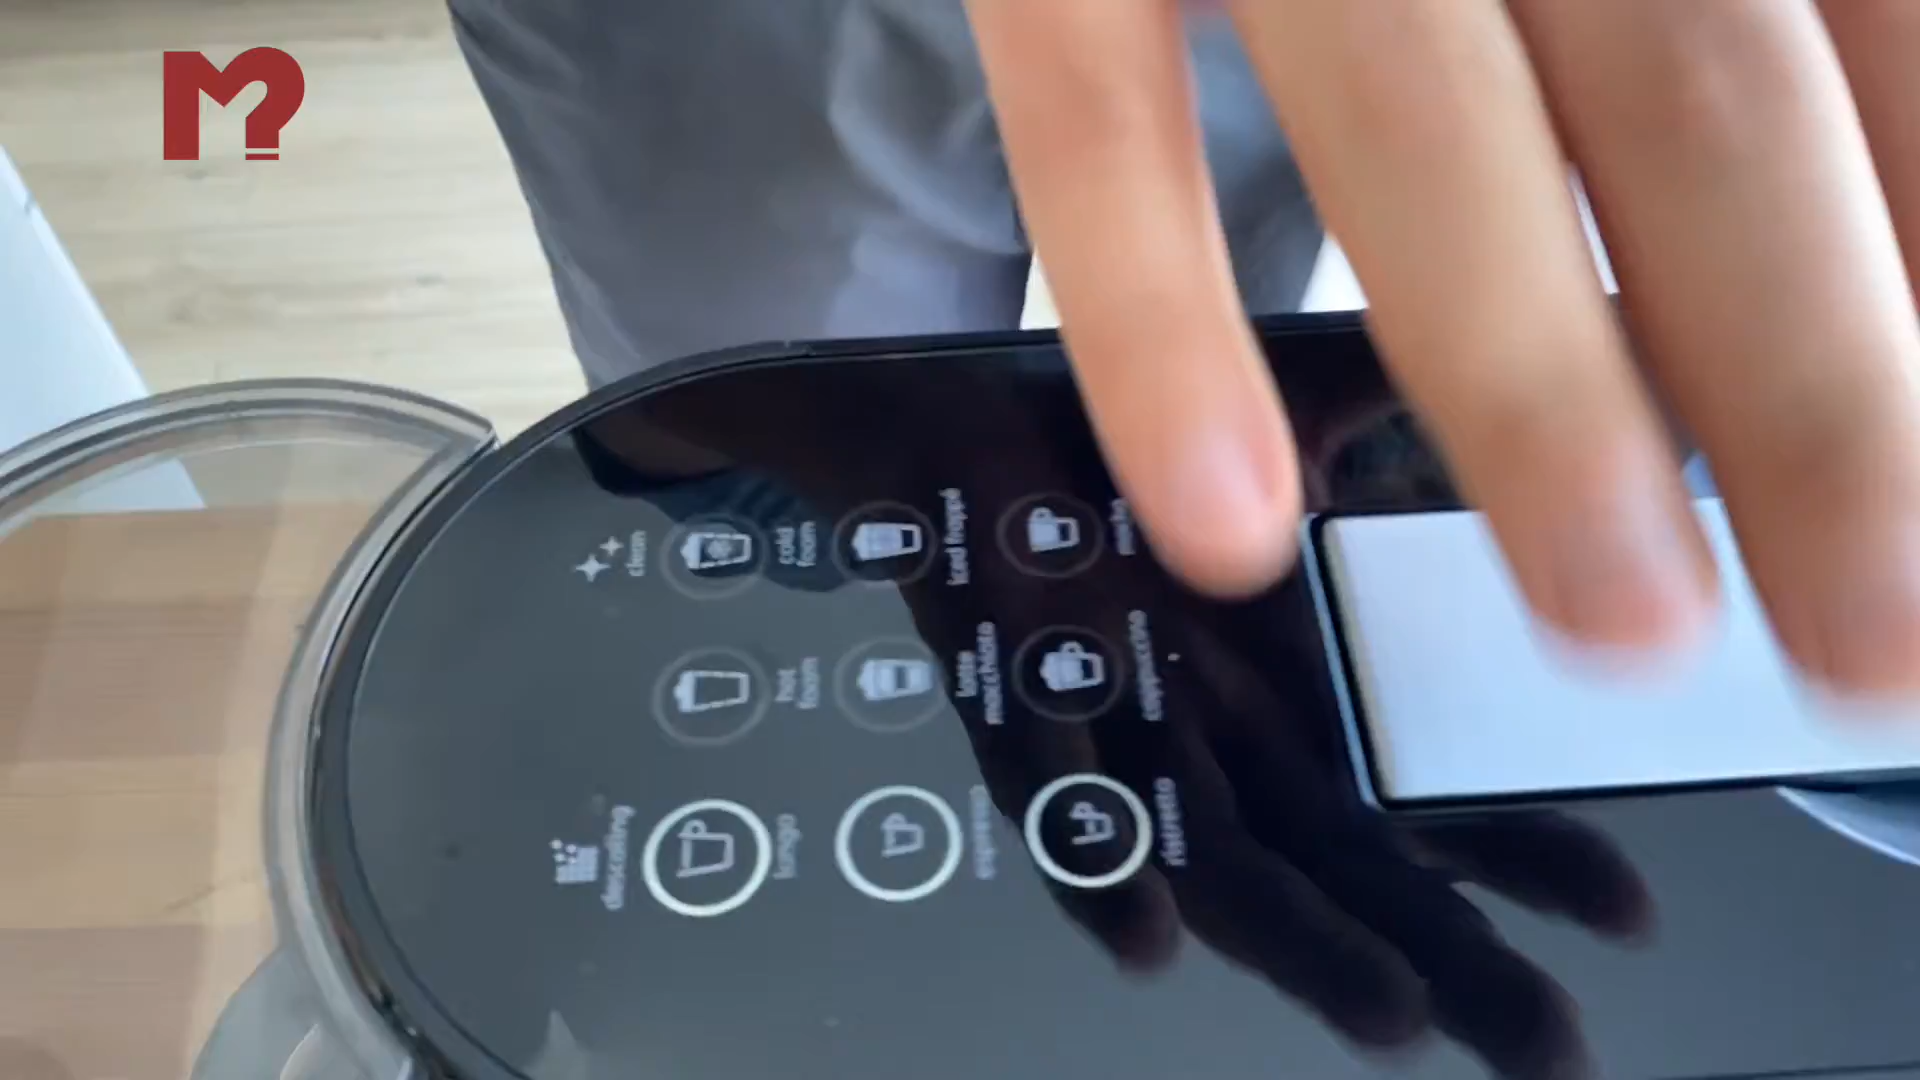 clean
cold
foam
iced frappé
hot
foam
latte
macchiato
cappuccino
descaling
lungo
espresso
ristretto